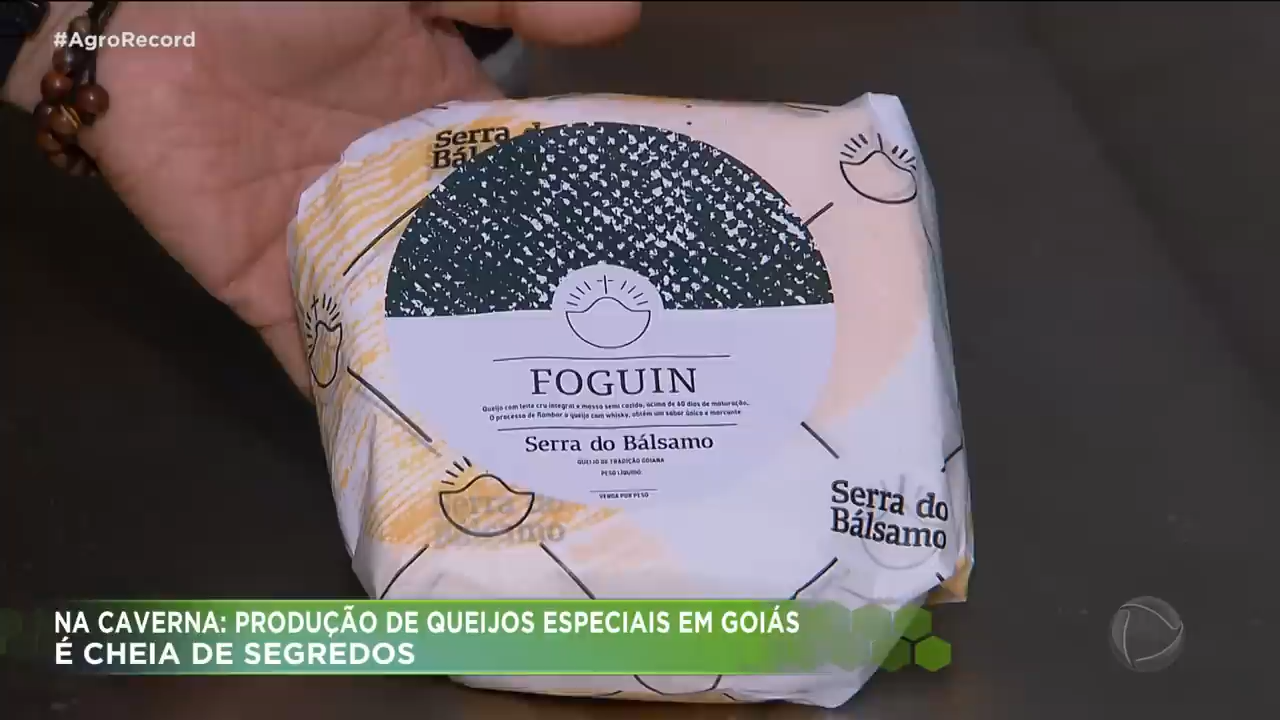 #AgroRecord
Serra d
Bál
FOGUIN
Queijo com leite cru integral e massa semi cozida, acima de 60 dias de maturação.
O processo de flambar o queijo com whisky, obtém um sabor único e marcante
Serra do Bálsamo
QUEIJO DE TRADIÇÃO GOIANA
PESO LÍQUIDO:
VENDA POR PESO
Serra do
Bálsamo
Serra do
Bálsamo
NA CAVERNA: PRODUÇÃO DE QUEIJOS ESPECIAIS EM GOIÁS
É CHEIA DE SEGREDOS